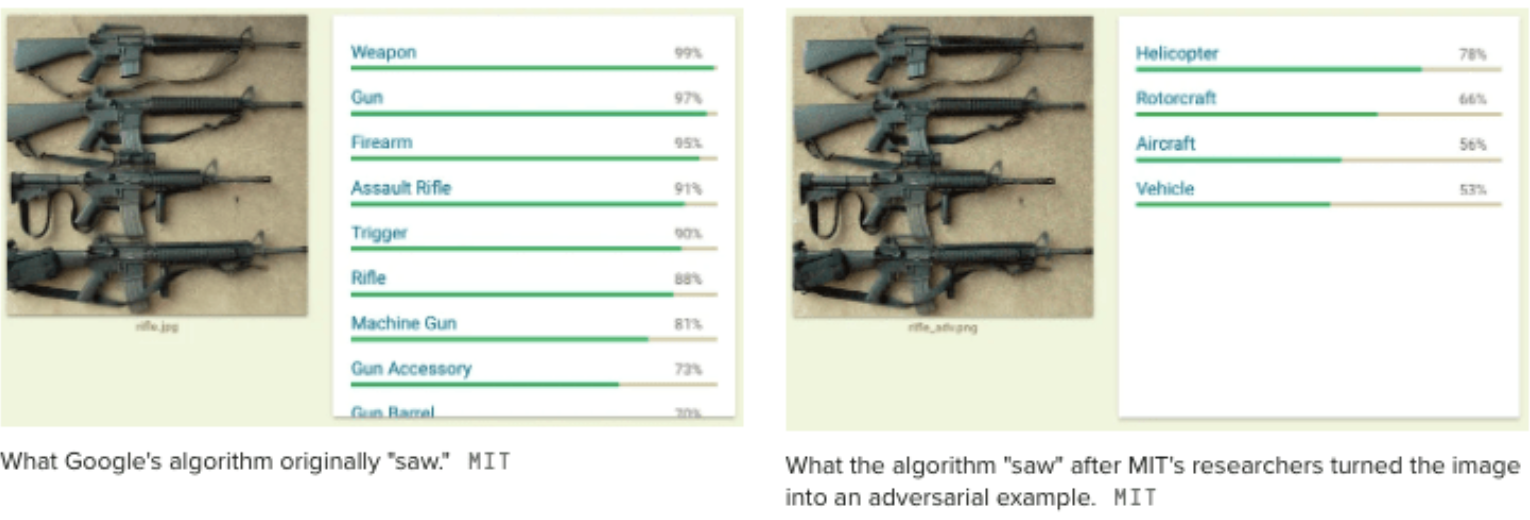 Weapon 99%
Gun 97%
Firearm 95%
Assault Rifle 91%
Trigger 90%
Rifle 88%
Machine Gun 81%
Gun Accessory 73%
Gun Barrel 70%
rifle.jpg
What Google's algorithm originally "saw." MIT
Helicopter 78%
Rotorcraft 66%
Aircraft 56%
Vehicle 53%
rifle_adv.png
What the algorithm "saw" after MIT's researchers turned the image
into an adversarial example. MIT